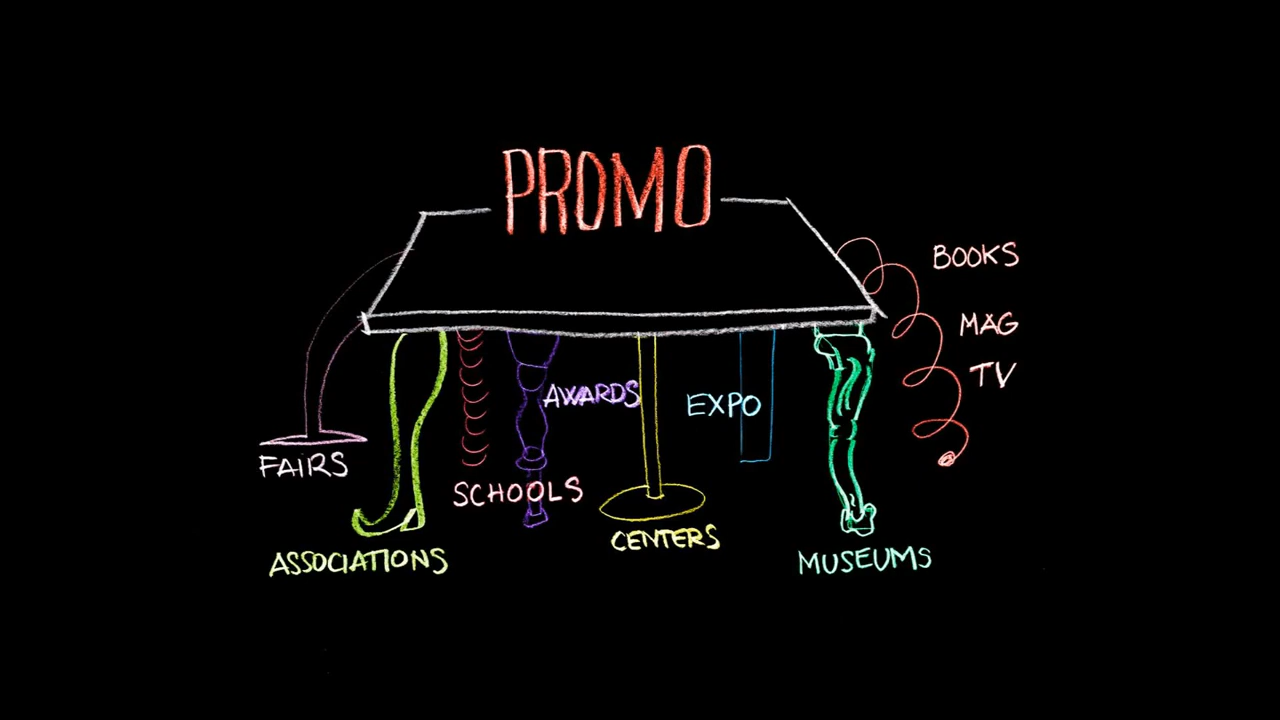 PROMO
BOOKS
MAG
TV
AWARDS
EXPO
FAIRS
SCHOOLS
CENTERS
ASSOCIATIONS
MUSEUMS